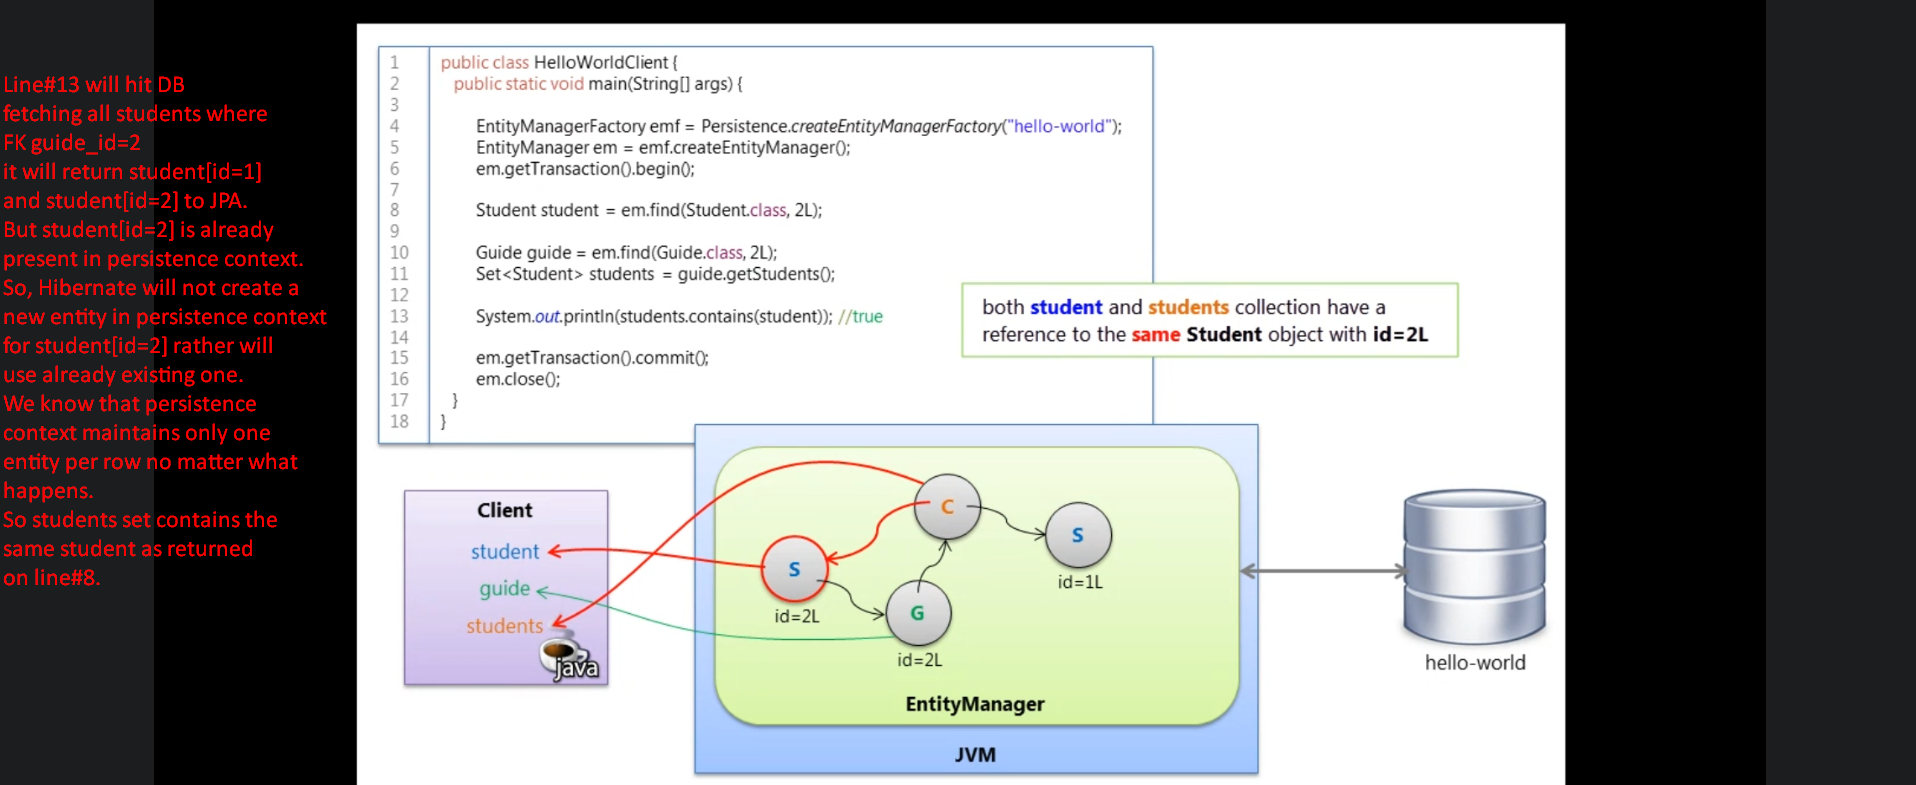 Line#13 will hit DB
fetching all students where
FK guide_id=2
it will return student[id=1]
and student[id=2] to JPA.
But student[id=2] is already
present in persistence context.
So, Hibernate will not create a
new entity in persistence context
for student[id=2] rather will
use already existing one.
We know that persistence
context maintains only one
entity per row no matter what
happens.
So students set contains the
same student as returned
on line#8.
1 public class HelloWorldClient {
2 public static void main(String[] args) {
3
4 EntityManagerFactory emf = Persistence.createEntityManagerFactory("hello-world");
5 EntityManager em = emf.createEntityManager();
6 em.getTransaction().begin();
7
8 Student student = em.find(Student.class, 2L);
9
10 Guide guide = em.find(Guide.class, 2L);
11 Set<Student> students = guide.getStudents();
12
13 System.out.println(students.contains(student)); //true
14
15 em.getTransaction().commit();
16 em.close();
17 }
18 }
both student and students collection have a
reference to the same Student object with id=2L
Client
student
guide
students
java
C
S
id=1L
S
id=2L
G
id=2L
EntityManager
JVM
hello-world